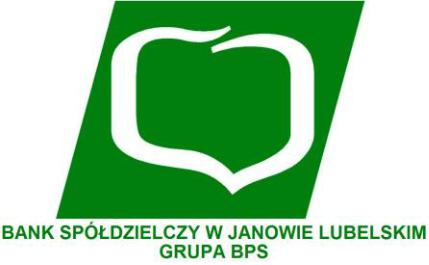 BANK SPÓŁDZIELCZY W JANOWIE LUBELSKIM
GRUPA BPS